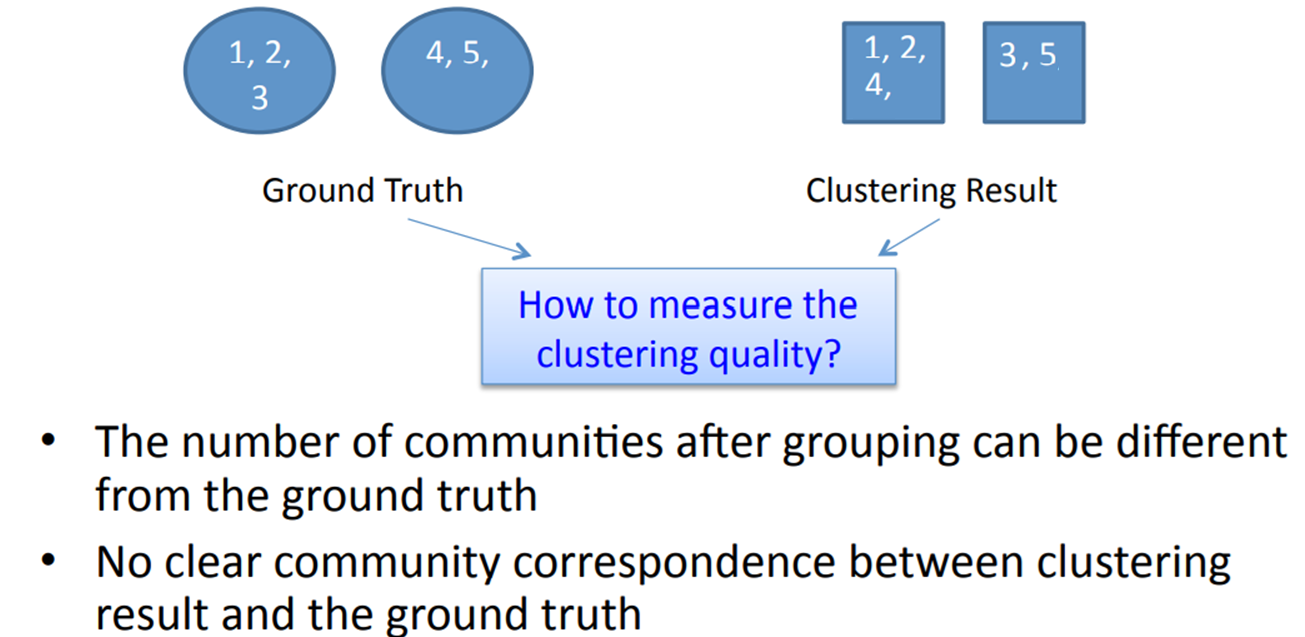 1, 2,
3
4, 5,
1, 2,
4,
3, 5
Ground Truth
Clustering Result
How to measure the
clustering quality?
• The number of communities after grouping can be different
from the ground truth
• No clear community correspondence between clustering
result and the ground truth